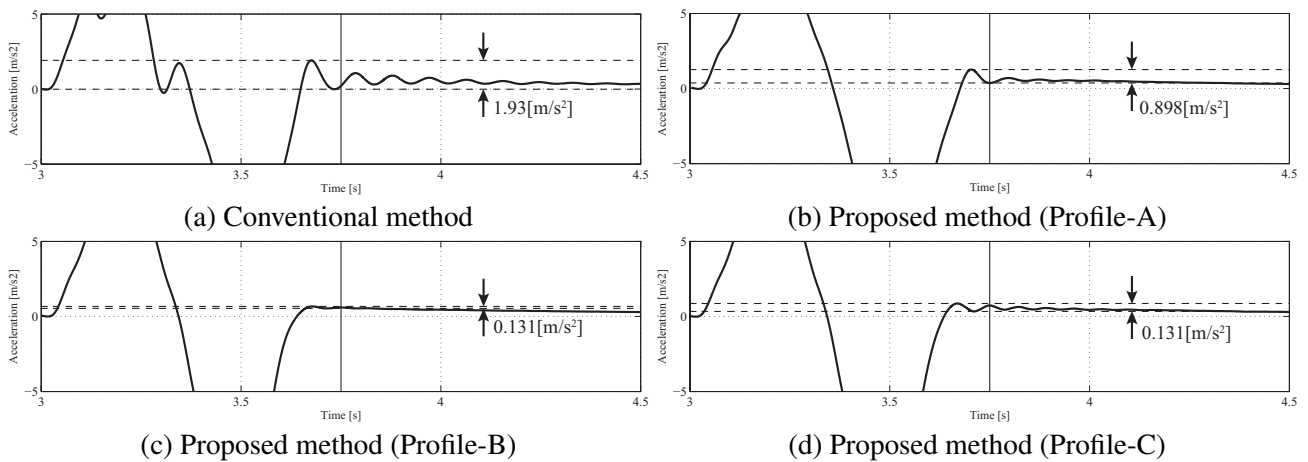 5
0
−5
Acceleration [m/s2]
1.93[m/s²]
3
3.5
4
4.5
Time [s]
(a) Conventional method
5
0
−5
Acceleration [m/s2]
0.898[m/s²]
3
3.5
4
4.5
Time [s]
(b) Proposed method (Profile-A)
5
0
−5
Acceleration [m/s2]
0.131[m/s²]
3
3.5
4
4.5
Time [s]
(c) Proposed method (Profile-B)
5
0
−5
Acceleration [m/s2]
0.131[m/s²]
3
3.5
4
4.5
Time [s]
(d) Proposed method (Profile-C)